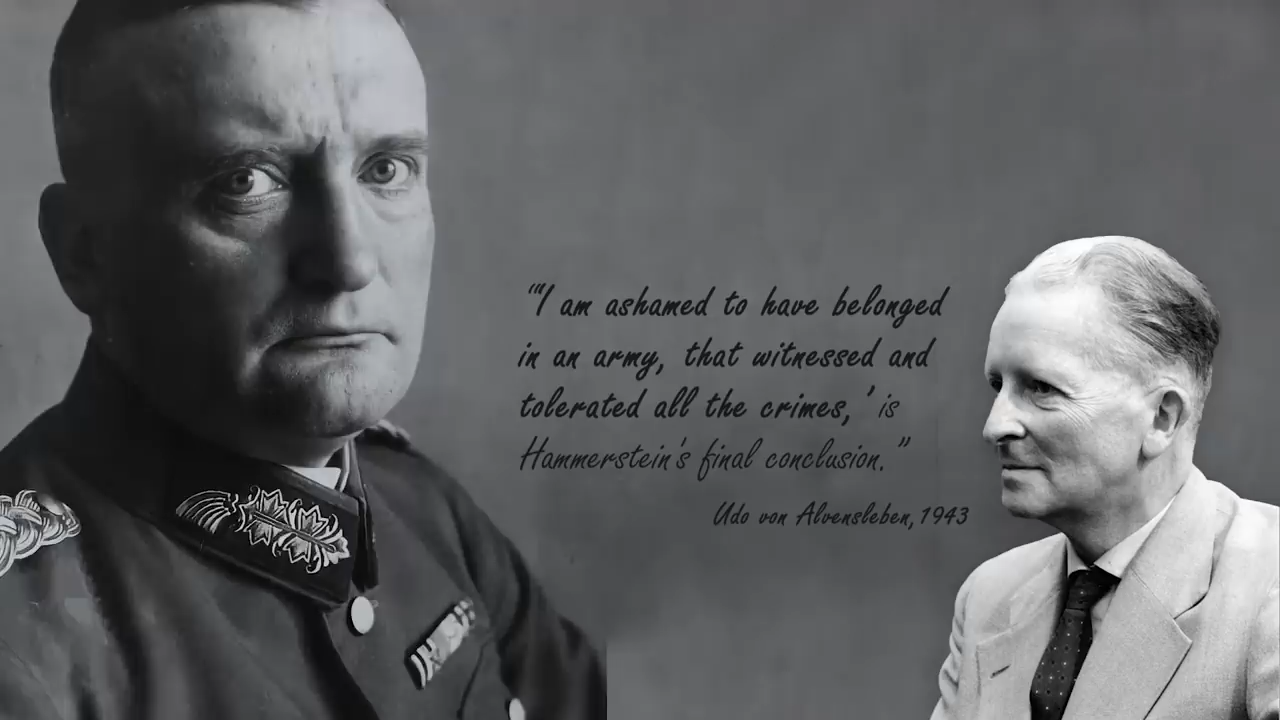 "'I am ashamed to have belonged
in an army, that witnessed and
tolerated all the crimes,' is
Hammerstein's final conclusion."
Udo von Alvensleben, 1943